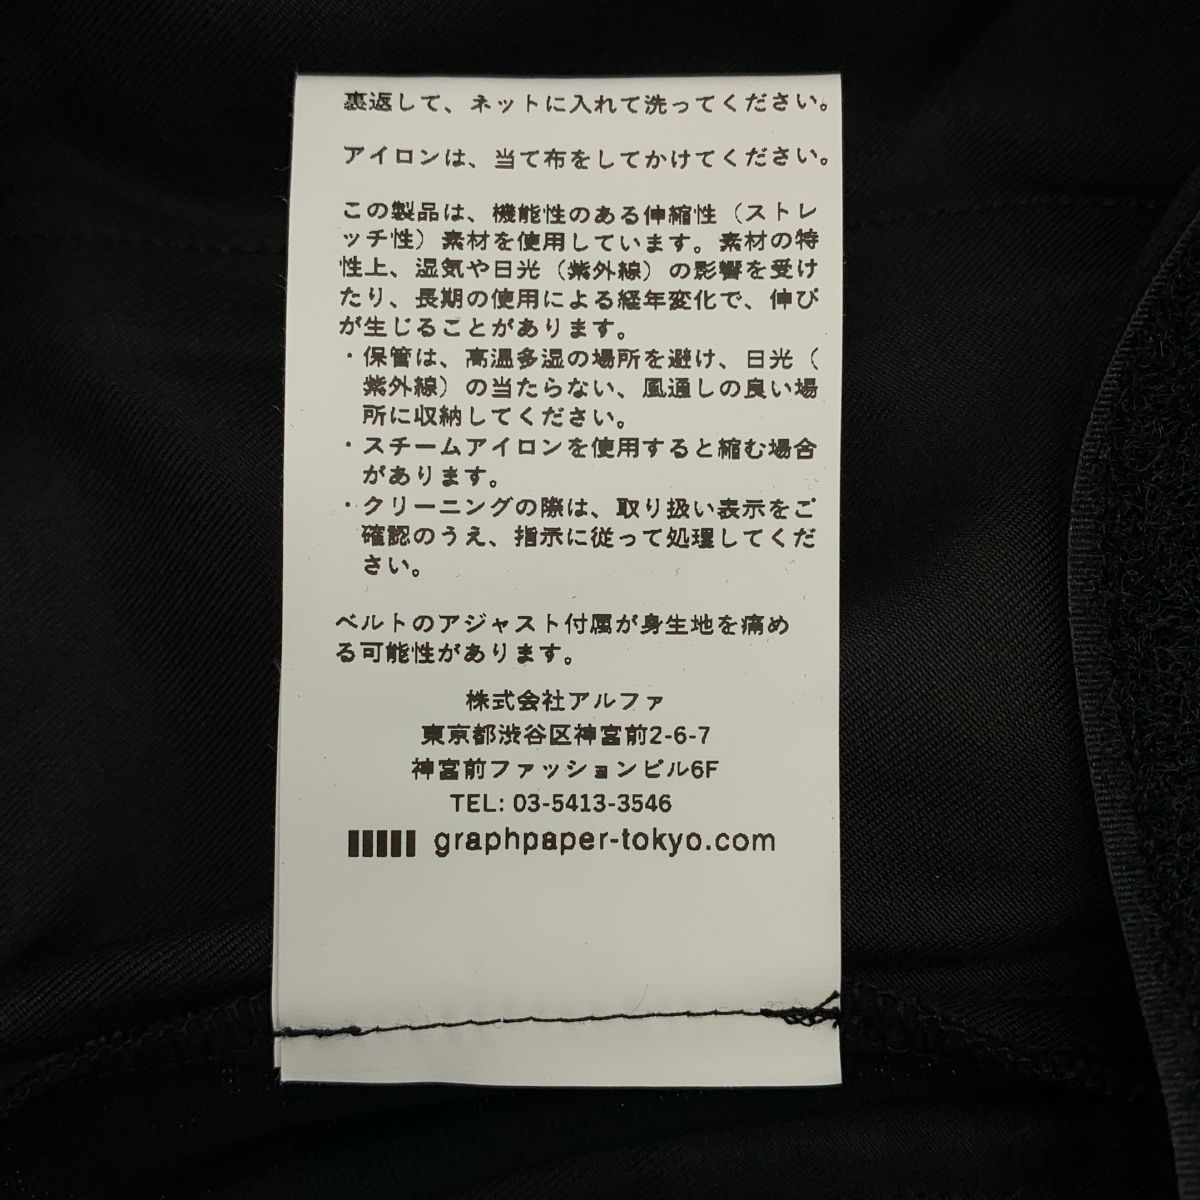 裏返して、ネットに入れて洗ってください。
アイロンは、当て布をしてかけてください。
この製品は、機能性のある伸縮性（ストレ
ッチ性）素材を使用しています。素材の特
性上、湿気や日光（紫外線）の影響を受け
たり、長期の使用による経年変化で、伸び
が生じることがあります。
・保管は、高温多湿の場所を避け、日光（
紫外線）の当たらない、風通しの良い場
所に収納してください。
・スチームアイロンを使用すると縮む場合
があります。
・クリーニングの際は、取り扱い表示をご
確認のうえ、指示に従って処理してくだ
さい。
ベルトのアジャスト付属が身生地を痛め
る可能性があります。
株式会社アルファ
東京都渋谷区神宮前2-6-7
神宮前ファッションビル6F
TEL: 03-5413-3546
graphpaper-tokyo.com